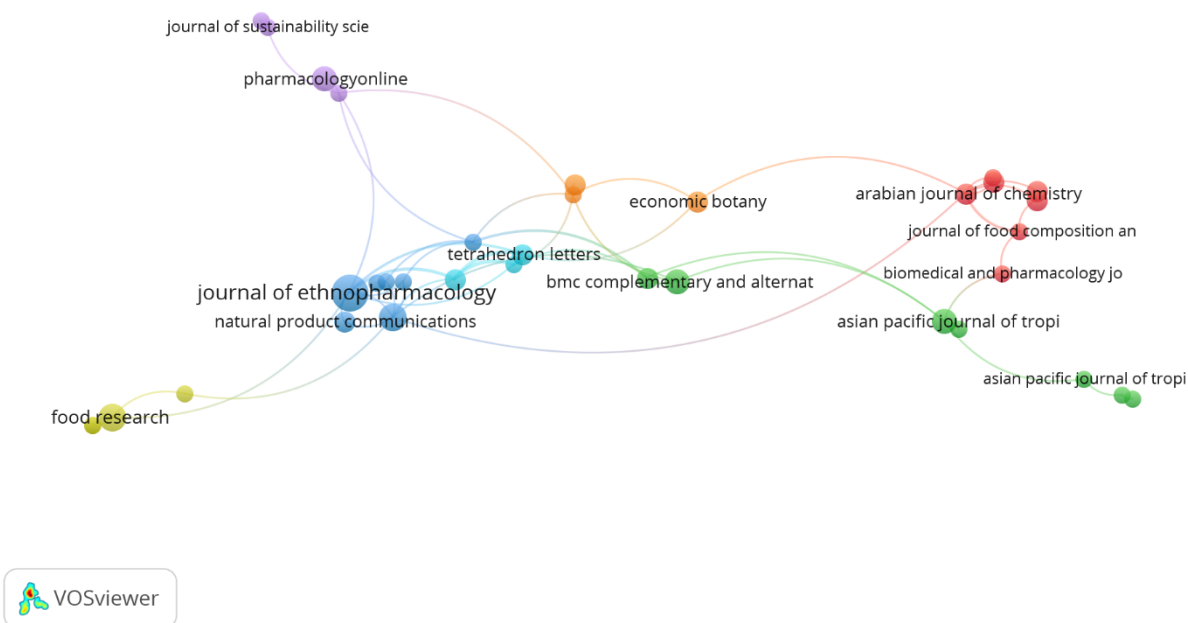 journal of sustainability scie
pharmacologyonline
economic botany
arabian journal of chemistry
journal of food composition an
tetrahedron letters
biomedical and pharmacology jo
bmc complementary and alternat
journal of ethnopharmacology
natural product communications
asian pacific journal of tropi
asian pacific journal of tropi
food research
VOSviewer